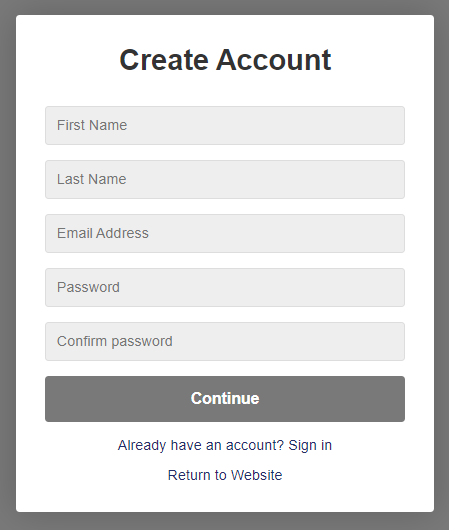 Create Account
First Name
Last Name
Email Address
Password
Confirm password
Continue
Already have an account? Sign in
Return to Website